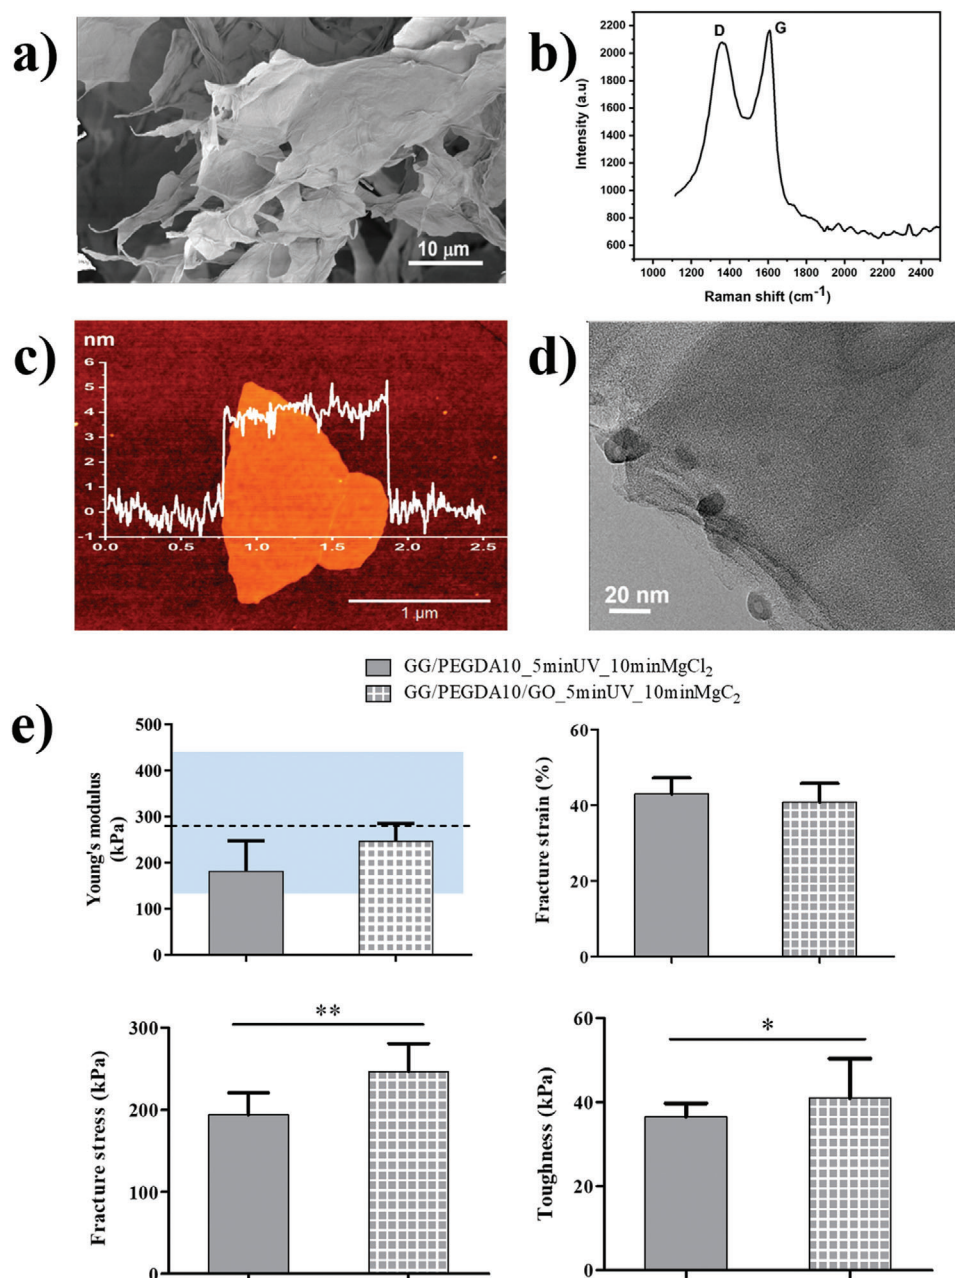 a)
10 µm
b)
D
G
2200
2000
1800
1600
1400
1200
1000
800
600
Intensity (a.u)
1000 1200 1400 1600 1800 2000 2200 2400
Raman shift (cm-1)
c)
nm
6
5
4
3
2
1
0
-1
0.0 0.5 1.0 1.5 2.0 2.5
1 µm
d)
20 nm
GG/PEGDA10_5minUV_10minMgCl2
GG/PEGDA10/GO_5minUV_10minMgC2
e)
500
400
300
200
100
0
Young's modulus
(kPa)
60
40
20
0
Fracture strain (%)
**
300
200
100
0
Fracture stress (kPa)
*
60
40
20
0
Toughness (kPa)